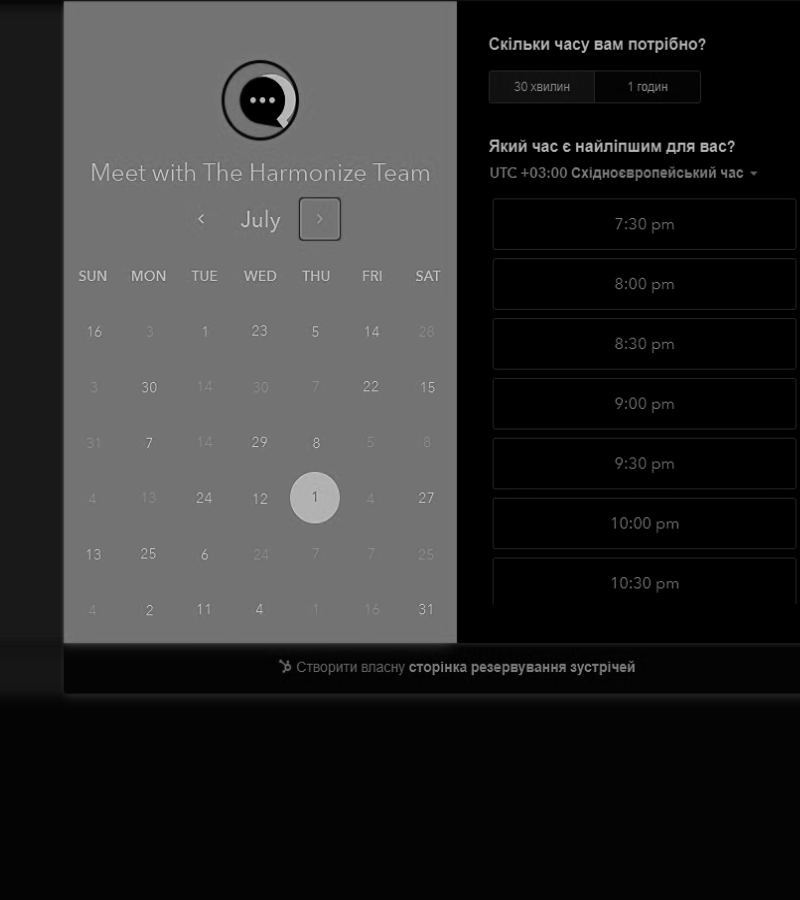 Meet with The Harmonize Team
July
SUN MON TUE WED THU FRI SAT
16 3 1 23 5 14 28
3 30 14 30 7 22 15
31 7 14 29 8 5 8
4 13 24 12 1 4 27
13 25 6 24 7 7 25
4 2 11 4 1 16 31
Скільки часу вам потрібно?
30 хвилин 1 годин
Який час є найліпшим для вас?
UTC +03:00 Східноєвропейський час
7:30 pm
8:00 pm
8:30 pm
9:00 pm
9:30 pm
10:00 pm
10:30 pm
Створити власну сторінка резервування зустрічей